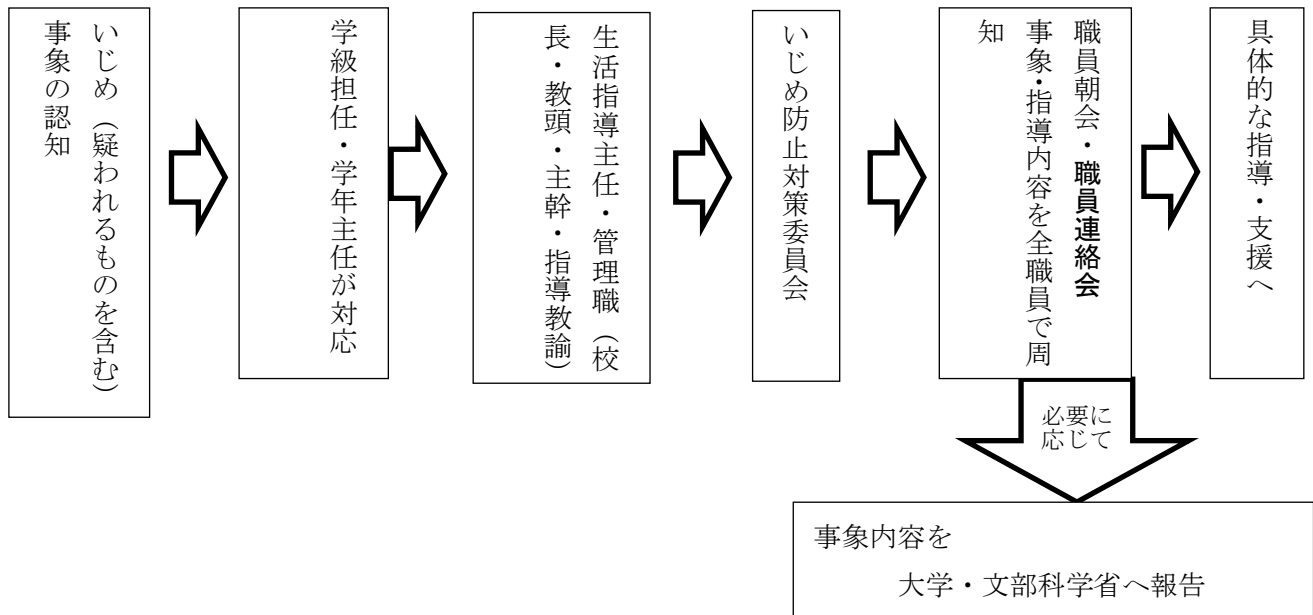 いじめ（疑われるものを含む）
事象の認知
学級担任・学年主任が対応
生活指導主任・管理職（校
長・教頭・主幹・指導教諭）
いじめ防止対策委員会
職員朝会・職員連絡会
事象・指導内容を全職員で周
知
具体的な指導・支援へ
必要に
応じて
事象内容を
大学・文部科学省へ報告